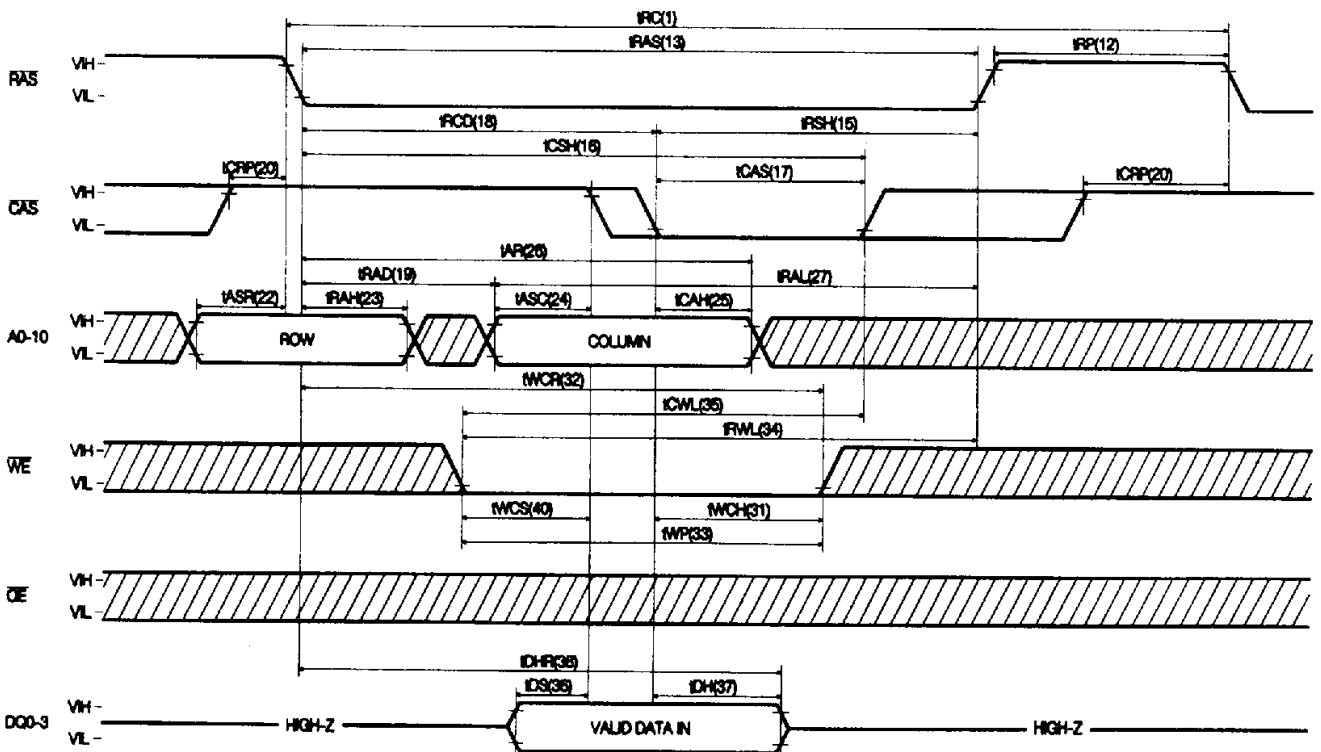 tRC(1)
tRAS(13)
tRP(12)
RAS
VIH
VIL
tRCD(18)
tRSH(15)
tCSH(16)
tCRP(20)
tCAS(17)
tCRP(20)
CAS
VIH
VIL
tAR(26)
tRAD(19)
tRAL(27)
tASR(22)
tRAH(23)
tASC(24)
tCAH(25)
A0-10
VIH
VIL
ROW
COLUMN
tWCR(32)
tCWL(35)
tRWL(34)
WE
VIH
VIL
tWCS(40)
tWCH(31)
tWP(33)
OE
VIH
VIL
tDHR(38)
tDS(36)
tDH(37)
DQ0-3
VIH
VIL
HIGH-Z
VALID DATA IN
HIGH-Z